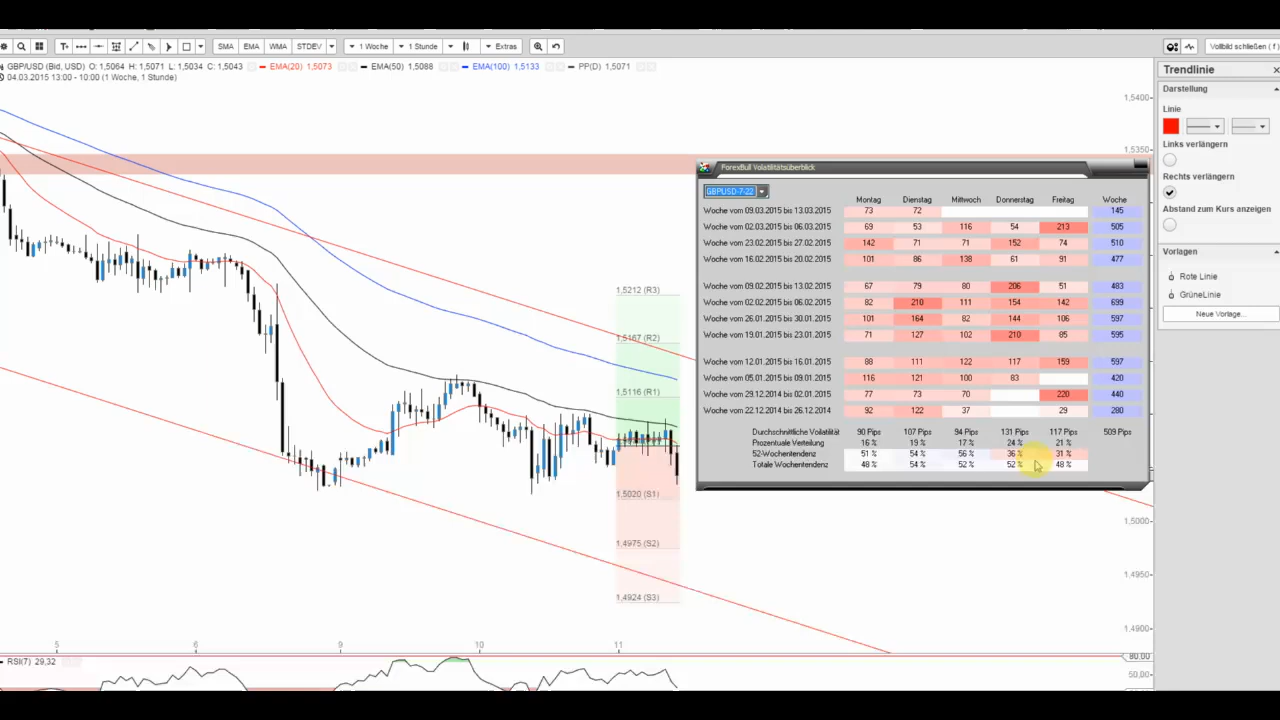 SMA EMA WMA STDEV 1 Woche 1 Stunde Extras Vollbild schließen ( f )
GBP/USD (Bid, USD) O: 1,5064 H: 1,5071 L: 1,5034 C: 1,5043 EMA(20) 1,5073 EMA(50) 1,5088 EMA(100) 1,5133 PP(D) 1,5071
04.03.2015 13:00 - 10:00 (1 Woche, 1 Stunde)
Trendlinie
Darstellung
Linie
Links verlängern
Rechts verlängern
Abstand zum Kurs anzeigen
Vorlagen
Rote Linie
GrüneLinie
Neue Vorlage...
1,5400
1,5350
1,5000
1,4950
1,4900
80,00
50,00
1,5212 (R3)
1,5167 (R2)
1,5116 (R1)
1,5020 (S1)
1,4975 (S2)
1,4924 (S3)
ForexBull Volatilitätsüberblick
GBPUSD-7-22
Montag Dienstag Mittwoch Donnerstag Freitag Woche
Woche vom 09.03.2015 bis 13.03.2015 73 72 145
Woche vom 02.03.2015 bis 06.03.2015 69 53 116 54 213 505
Woche vom 23.02.2015 bis 27.02.2015 142 71 71 152 74 510
Woche vom 16.02.2015 bis 20.02.2015 101 86 138 61 91 477
Woche vom 09.02.2015 bis 13.02.2015 67 79 80 206 51 483
Woche vom 02.02.2015 bis 06.02.2015 82 210 111 154 142 699
Woche vom 26.01.2015 bis 30.01.2015 101 164 82 144 106 597
Woche vom 19.01.2015 bis 23.01.2015 71 127 102 210 85 595
Woche vom 12.01.2015 bis 16.01.2015 88 111 122 117 159 597
Woche vom 05.01.2015 bis 09.01.2015 116 121 100 83 420
Woche vom 29.12.2014 bis 02.01.2015 77 73 70 220 440
Woche vom 22.12.2014 bis 26.12.2014 92 122 37 29 280
Durchschnittliche Volatilität 90 Pips 107 Pips 94 Pips 131 Pips 117 Pips 509 Pips
Prozentuale Verteilung 16 % 19 % 17 % 24 % 21 %
52-Wochentendenz 51 % 54 % 56 % 36 % 31 %
Totale Wochentendenz 48 % 54 % 52 % 52 % 48 %
5 6 9 10 11
RSI(7) 29,32